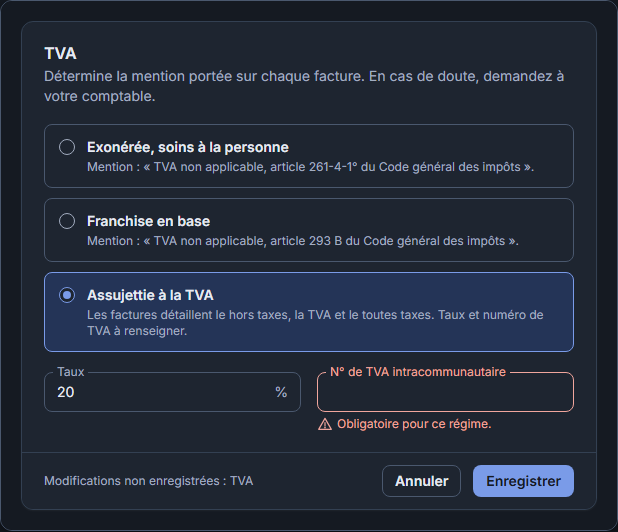 TVA
Détermine la mention portée sur chaque facture. En cas de doute, demandez à
votre comptable.
Exonérée, soins à la personne
Mention : « TVA non applicable, article 261-4-1° du Code général des impôts ».
Franchise en base
Mention : « TVA non applicable, article 293 B du Code général des impôts ».
Assujettie à la TVA
Les factures détaillent le hors taxes, la TVA et le toutes taxes. Taux et numéro de
TVA à renseigner.
Taux
20 %
N° de TVA intracommunautaire
Obligatoire pour ce régime.
Modifications non enregistrées : TVA
Annuler
Enregistrer